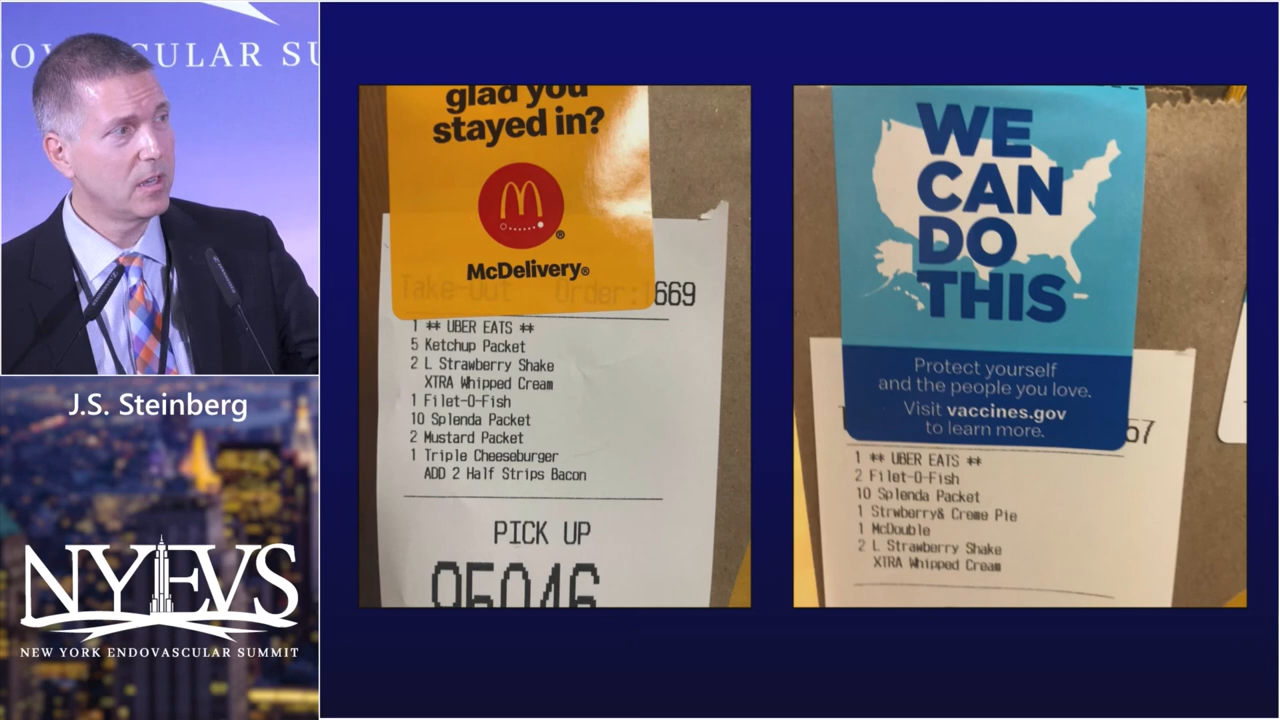 OV SCULAR SU
J.S. Steinberg
NYEVS
NEW YORK ENDOVASCULAR SUMMIT
glad you
stayed in?
M
®
McDelivery®
Take-Out Order: 669
1 ** UBER EATS **
5 Ketchup Packet
2 L Strawberry Shake
XTRA Whipped Cream
1 Filet-O-Fish
10 Splenda Packet
2 Mustard Packet
1 Triple Cheeseburger
ADD 2 Half Strips Bacon
PICK UP
95046
WE
CAN
DO
THIS
Protect yourself
and the people you love.
Visit vaccines.gov
to learn more.
57
1 ** UBER EATS **
2 Filet-O-Fish
10 Splenda Packet
1 Strwberry& Creme Pie
1 McDouble
2 L Strawberry Shake
XTRA Whipped Cream